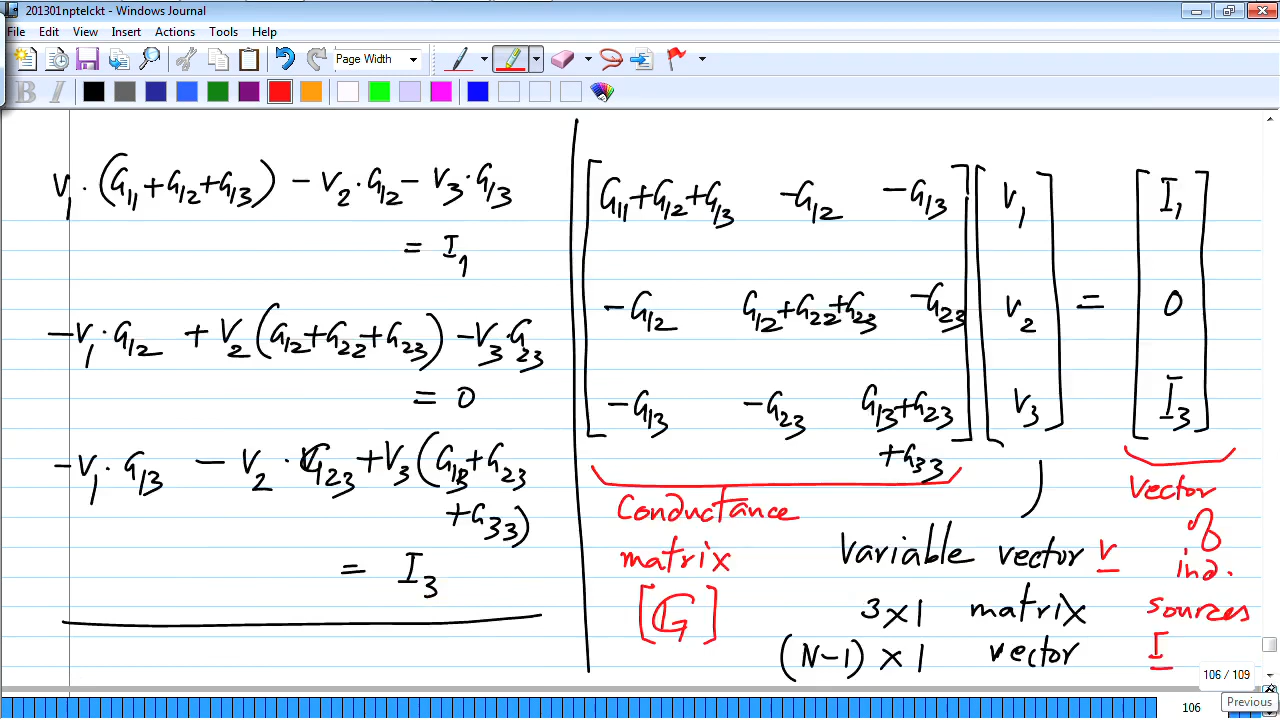 201301nptelckt - Windows Journal
File Edit View Insert Actions Tools Help
Page Width
B I
V₁ · (G₁₁+G₁₂+G₁₃) − V₂·G₁₂ − V₃·G₁₃
= I₁
−V₁·G₁₂ + V₂(G₁₂+G₂₂+G₂₃) −V₃·G₂₃
= 0
−V₁·G₁₃ − V₂·G₂₃ +V₃(G₁₃+G₂₃
+G₃₃)
= I₃
[ G₁₁+G₁₂+G₁₃ −G₁₂ −G₁₃ ] [ V₁ ] [ I₁ ]
−G₁₂ G₁₂+G₂₂+G₂₃ −G₂₃ V₂ = 0
−G₁₃ −G₂₃ G₁₃+G₂₃ V₃ I₃
+G₃₃
Conductance
matrix
[G]
Variable vector v
3×1 matrix
(N−1) × 1 vector
Vector
of
ind.
sources
I
106 / 109
106
Previous